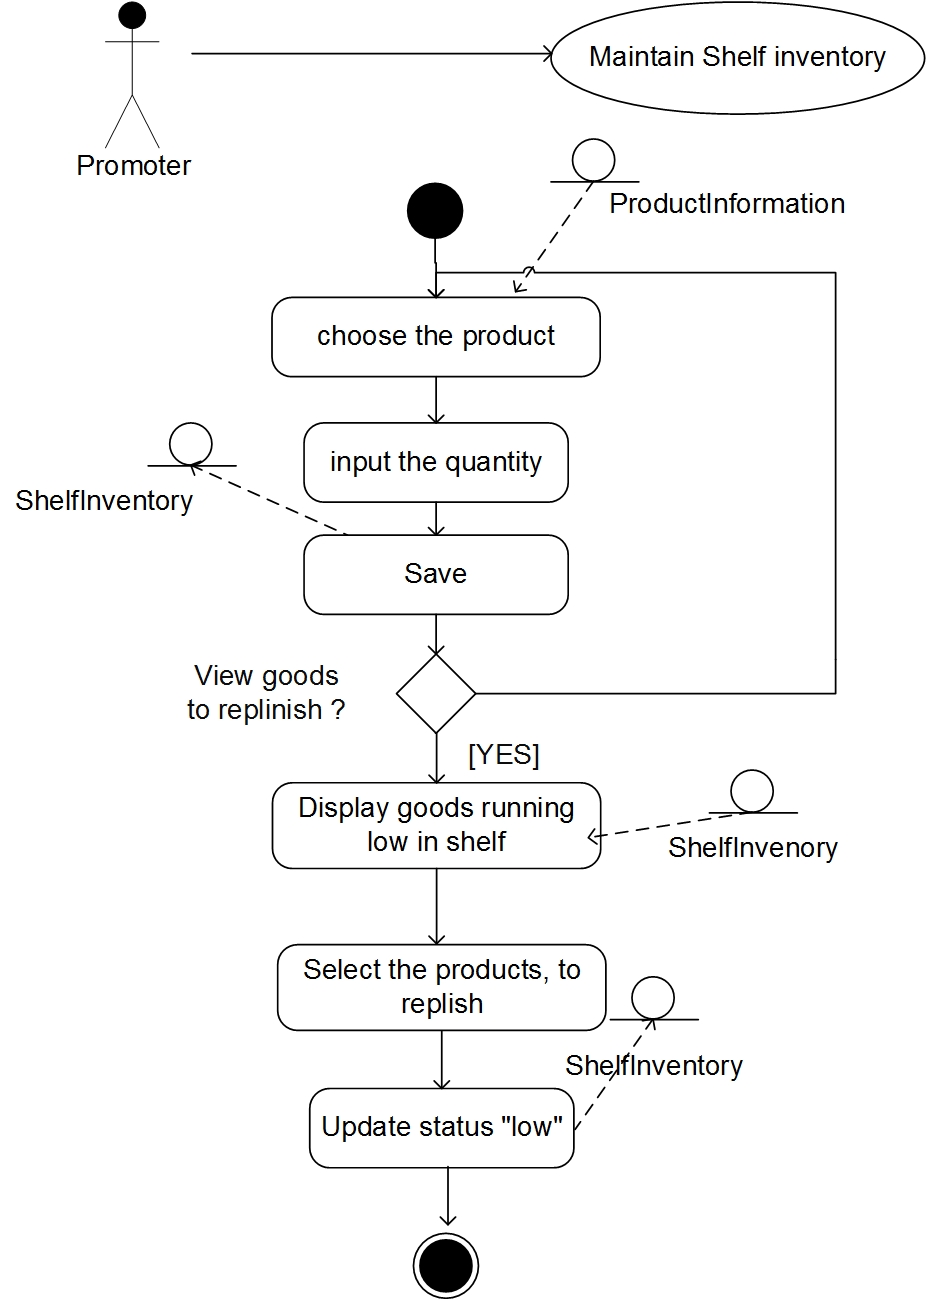 Maintain Shelf inventory
Promoter
ProductInformation
choose the product
input the quantity
ShelfInventory
Save
View goods
to replinish ?
[YES]
Display goods running
low in shelf
ShelfInvenory
Select the products, to
replish
ShelfInventory
Update status "low"